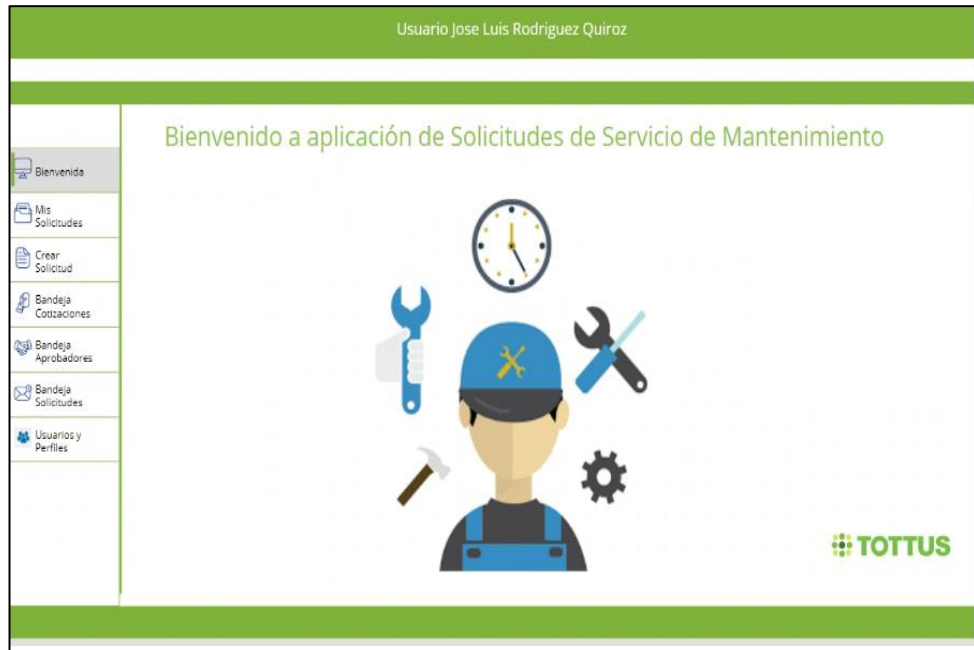 Usuario Jose Luis Rodriguez Quiroz
Bienvenido a aplicación de Solicitudes de Servicio de Mantenimiento
Bienvenida
Mis
Solicitudes
Crear
Solicitud
Bandeja
Cotizaciones
Bandeja
Aprobadores
Bandeja
Solicitudes
Usuarios y
Perfiles
TOTTUS